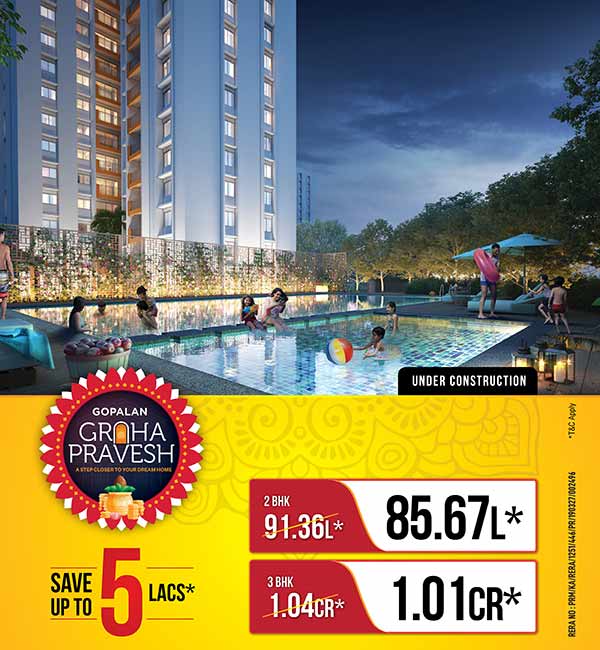 UNDER CONSTRUCTION
*T&C Apply
GOPALAN
GRAHA
PRAVESH
A STEP CLOSER TO YOUR DREAM HOME
SAVE
UP TO
5
LACS*
2 BHK
91.36L*
85.67L*
3 BHK
1.04CR*
1.01CR*
RERA NO : PRM/KA/RERA/1251/446/PR/190327/002496